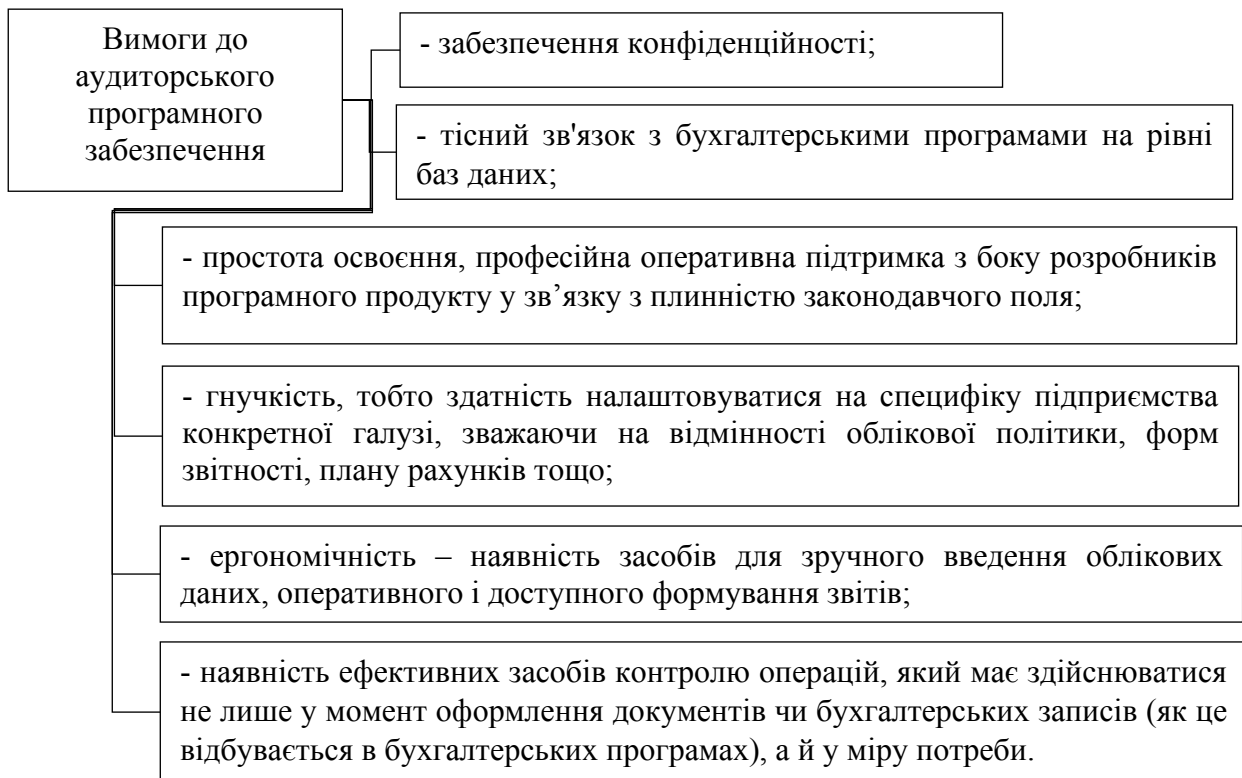 Вимоги до
аудиторського
програмного
забезпечення
- забезпечення конфіденційності;
- тісний зв'язок з бухгалтерськими програмами на рівні
баз даних;
- простота освоєння, професійна оперативна підтримка з боку розробників
програмного продукту у зв’язку з плинністю законодавчого поля;
- гнучкість, тобто здатність налаштовуватися на специфіку підприємства
конкретної галузі, зважаючи на відмінності облікової політики, форм
звітності, плану рахунків тощо;
- ергономічність – наявність засобів для зручного введення облікових
даних, оперативного і доступного формування звітів;
- наявність ефективних засобів контролю операцій, який має здійснюватися
не лише у момент оформлення документів чи бухгалтерських записів (як це
відбувається в бухгалтерських програмах), а й у міру потреби.